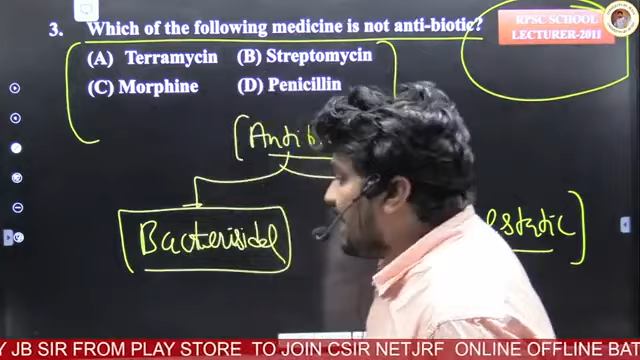 3. Which of the following medicine is not anti-biotic?
RPSC SCHOOL
LECTURER-2011
(A) Terramycin (B) Streptomycin
(C) Morphine (D) Penicillin
Bacterisidal
Y JB SIR FROM PLAY STORE TO JOIN CSIR NETJRF ONLINE OFFLINE BAT